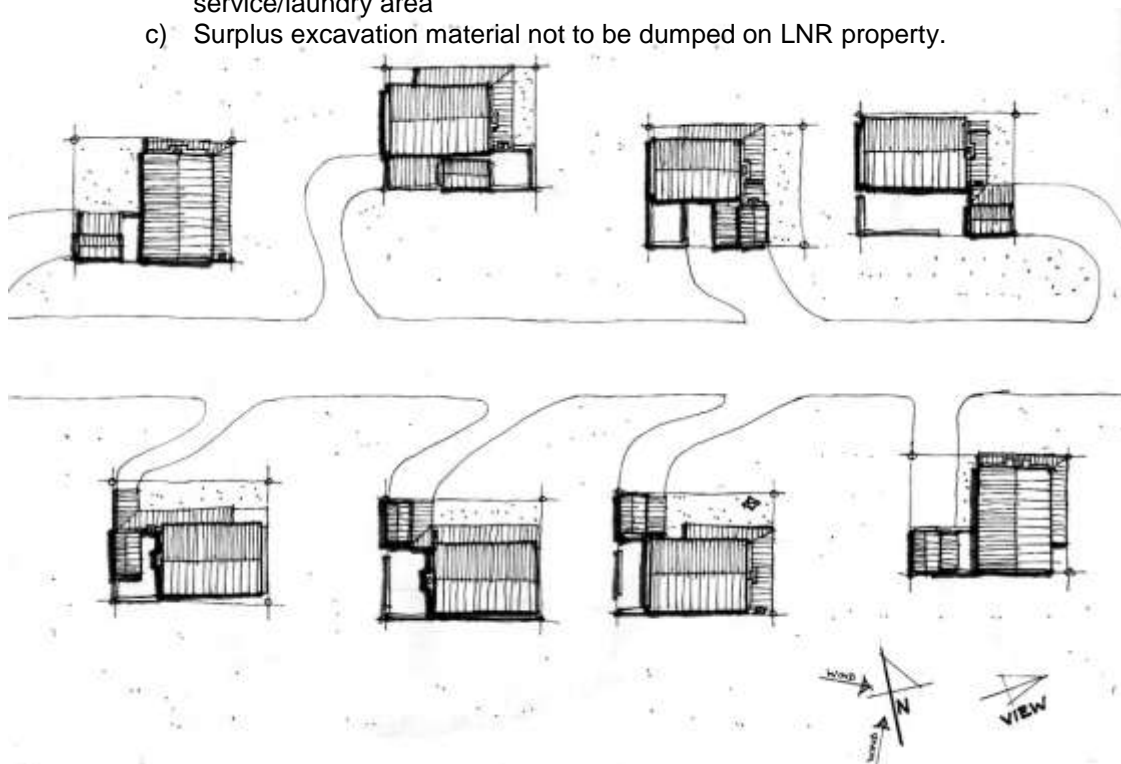 service/laundry area
c) Surplus excavation material not to be dumped on LNR property.
WIND
N
VIEW
WIND